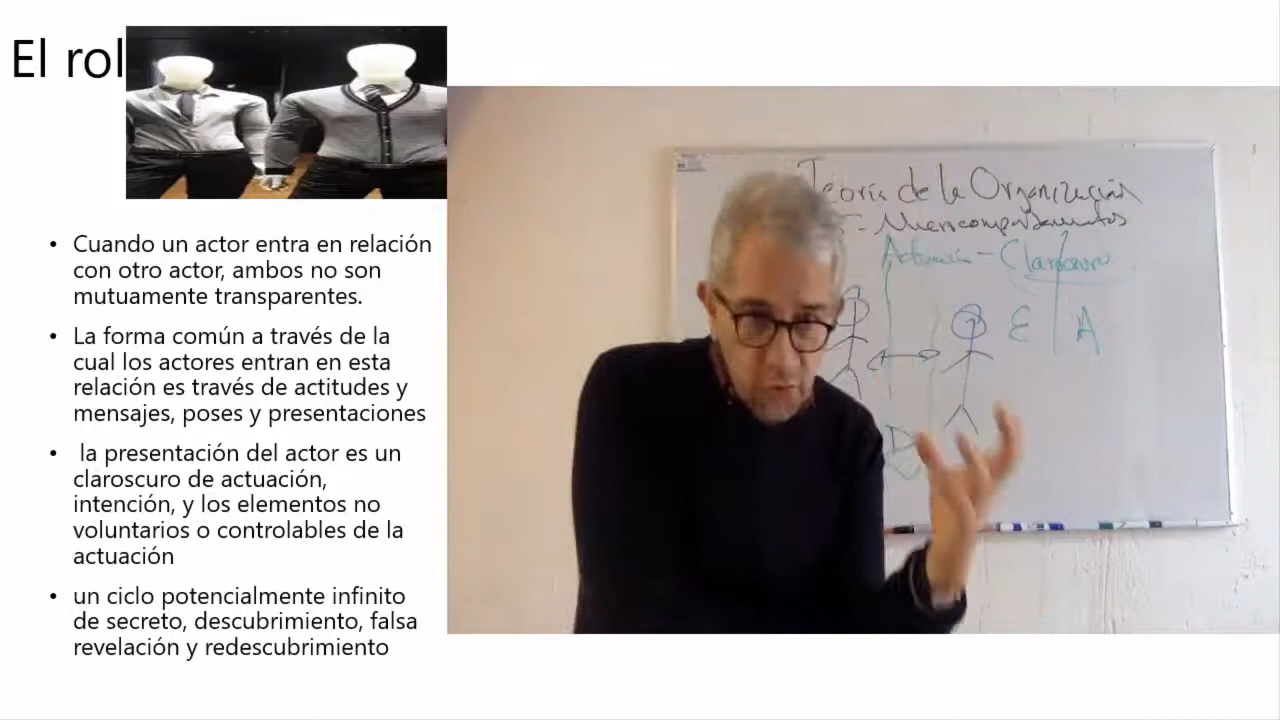 El rol
• Cuando un actor entra en relación
con otro actor, ambos no son
mutuamente transparentes.
• La forma común a través de la
cual los actores entran en esta
relación es través de actitudes y
mensajes, poses y presentaciones
• la presentación del actor es un
claroscuro de actuación,
intención, y los elementos no
voluntarios o controlables de la
actuación
• un ciclo potencialmente infinito
de secreto, descubrimiento, falsa
revelación y redescubrimiento
Teoría de la Organización
Microcomportamientos
Actuación - Claroscuro
E A
D